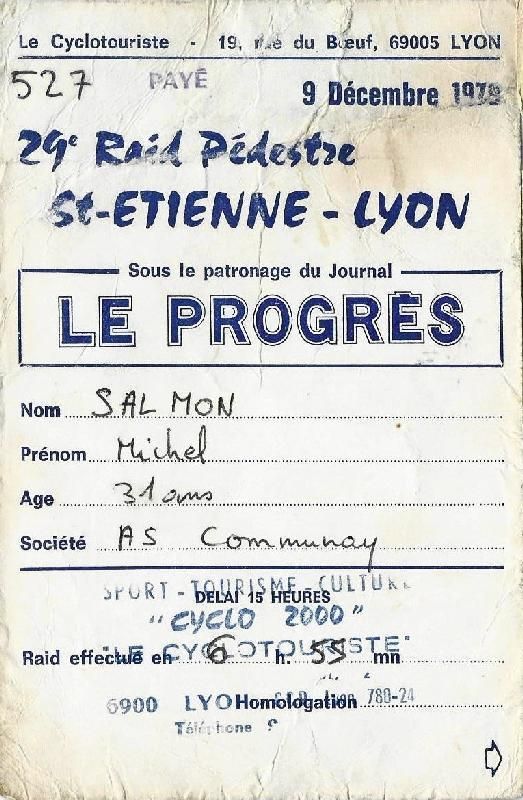 Le Cyclotouriste - 19, rue du Bœuf, 69005 LYON
527 PAYÉ
9 Décembre 1979
29e Raid Pédestre
St-ETIENNE - LYON
Sous le patronage du Journal
LE PROGRÈS
Nom SALMON
Prénom Michel
Age 31 ans
Société AS Communay
SPORT - TOURISME - CULTURE
DELAI 15 HEURES
"CYCLO 2000"
"LE CYCLOTOURISTE"
Raid effectué en 6 h. 55 mn
6900 LYON Homologation 780-24
Téléphone